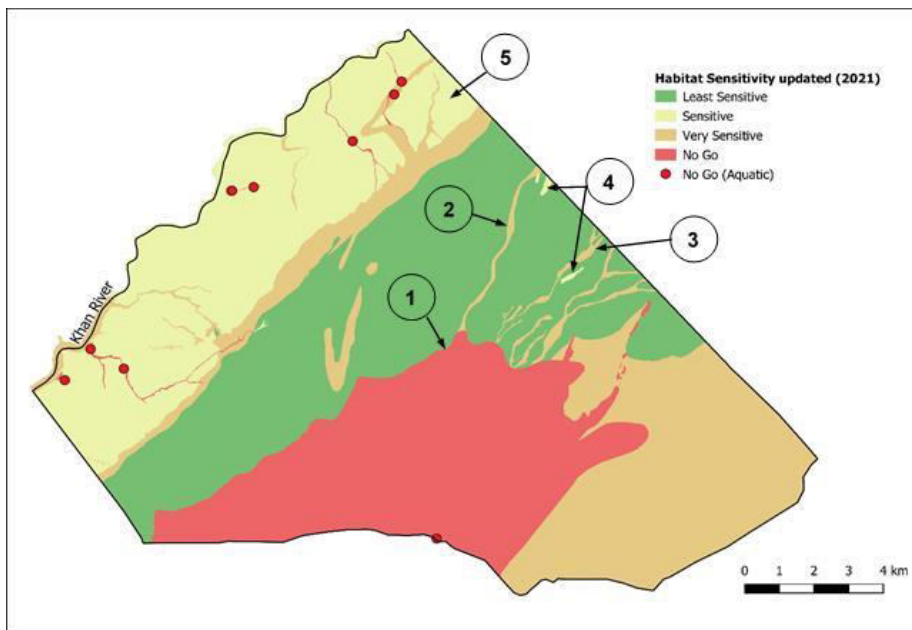 5
Habitat Sensitivity updated (2021)
Least Sensitive
Sensitive
Very Sensitive
No Go
No Go (Aquatic)
4
2
3
1
Khan River
0 1 2 3 4 km